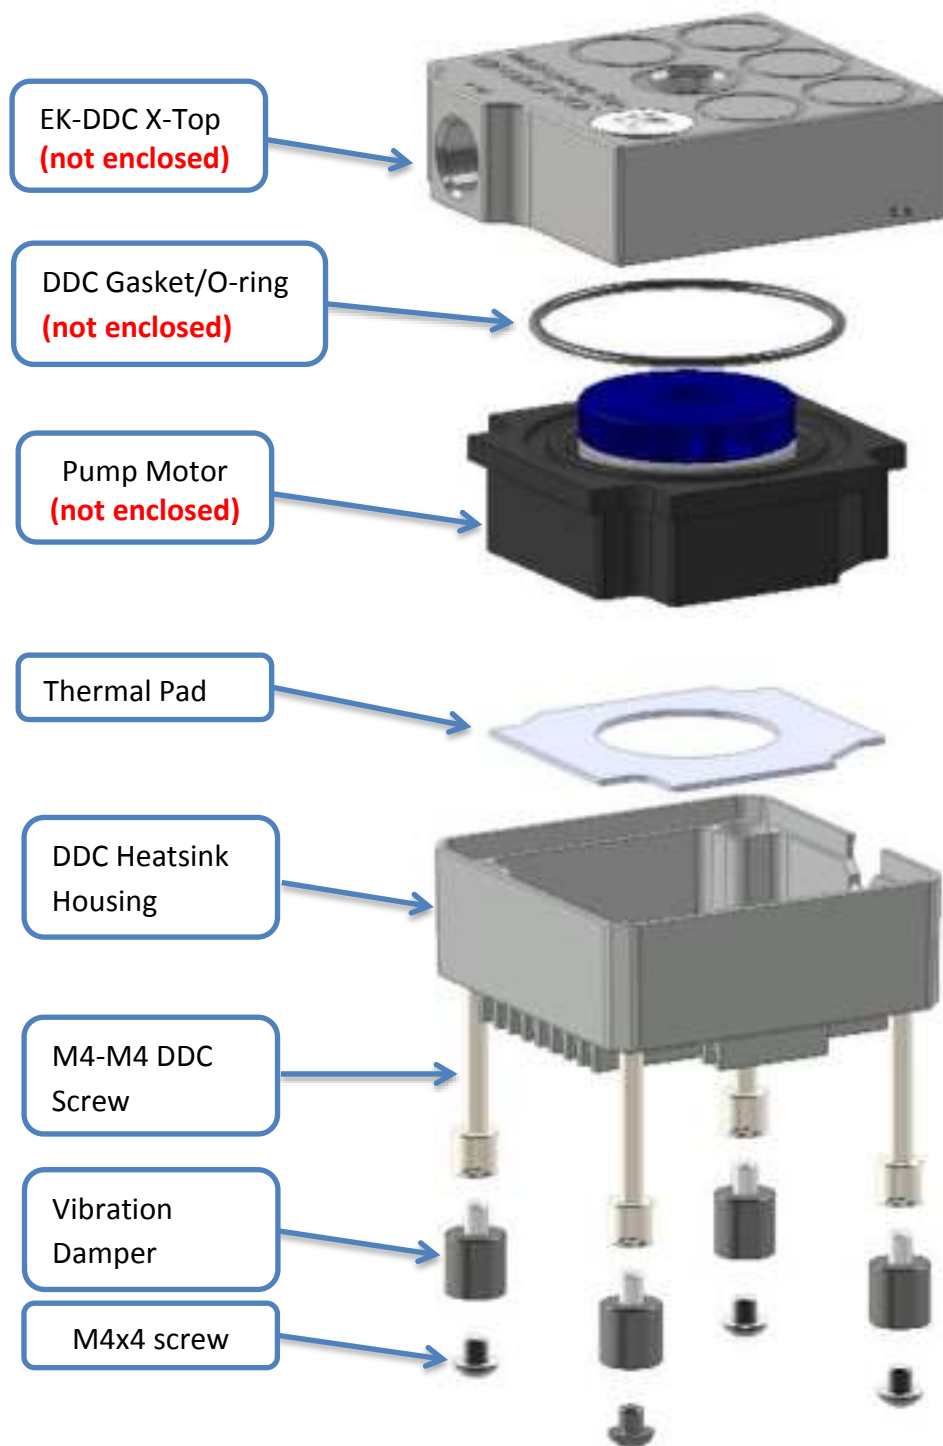 EK-DDC X-Top
(not enclosed)
DDC Gasket/O-ring
(not enclosed)
Pump Motor
(not enclosed)
Thermal Pad
DDC Heatsink
Housing
M4-M4 DDC
Screw
Vibration
Damper
M4x4 screw